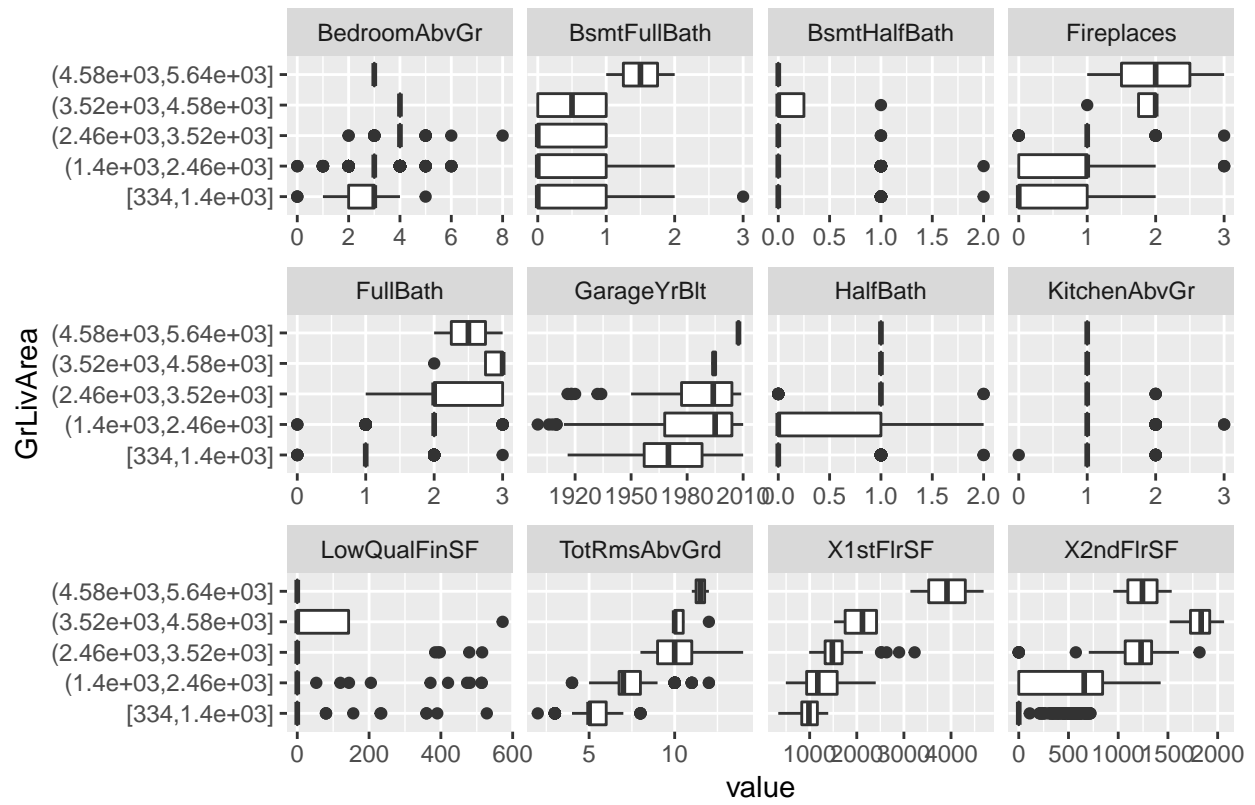 BedroomAbvGr BsmtFullBath BsmtHalfBath Fireplaces
(4.58e+03,5.64e+03]
(3.52e+03,4.58e+03]
(2.46e+03,3.52e+03]
(1.4e+03,2.46e+03]
[334,1.4e+03]
0 2 4 6 8 0 1 2 3 0.0 0.5 1.0 1.5 2.0 0 1 2 3
FullBath GarageYrBlt HalfBath KitchenAbvGr
(4.58e+03,5.64e+03]
(3.52e+03,4.58e+03]
(2.46e+03,3.52e+03]
(1.4e+03,2.46e+03]
[334,1.4e+03]
0 1 2 3 1920 1950 1980 2010 0.0 0.5 1.0 1.5 2.0 0 1 2 3
LowQualFinSF TotRmsAbvGrd X1stFlrSF X2ndFlrSF
(4.58e+03,5.64e+03]
(3.52e+03,4.58e+03]
(2.46e+03,3.52e+03]
(1.4e+03,2.46e+03]
[334,1.4e+03]
0 200 400 600 5 10 1000 2000 3000 4000 0 500 1000 1500 2000
GrLivArea
value